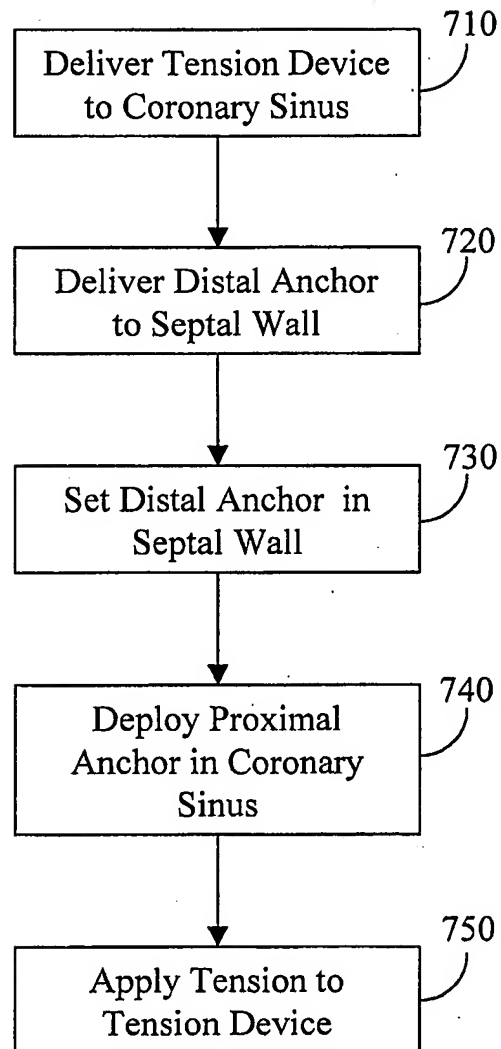 710
Deliver Tension Device
to Coronary Sinus
720
Deliver Distal Anchor
to Septal Wall
730
Set Distal Anchor in
Septal Wall
740
Deploy Proximal
Anchor in Coronary
Sinus
750
Apply Tension to
Tension Device